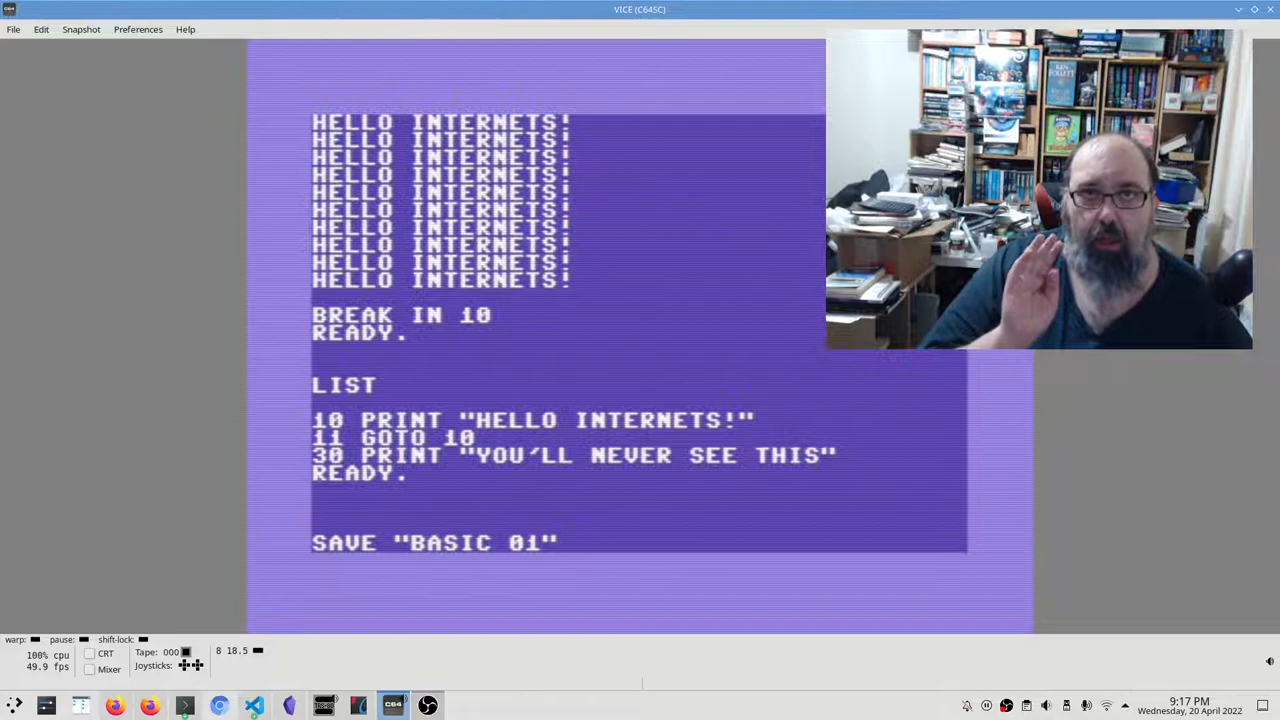 VICE (C64SC)
File Edit Snapshot Preferences Help
HELLO INTERNETS!
HELLO INTERNETS!
HELLO INTERNETS!
HELLO INTERNETS!
HELLO INTERNETS!
HELLO INTERNETS!
HELLO INTERNETS!
HELLO INTERNETS!
HELLO INTERNETS!
HELLO INTERNETS!
BREAK IN 10
READY.
LIST
10 PRINT "HELLO INTERNETS!"
11 GOTO 10
30 PRINT "YOU'LL NEVER SEE THIS"
READY.
SAVE "BASIC 01"
KEN
FOLLETT
warp: pause: shift-lock:
100% cpu
49.9 fps
CRT
Mixer
Tape: 000
Joysticks:
8 18.5
C64
9:17 PM
Wednesday, 20 April 2022